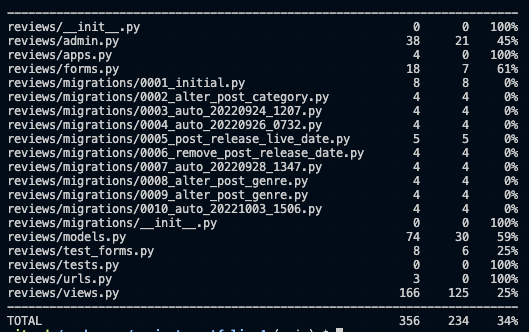 reviews/__init__.py 0 0 100%
reviews/admin.py 38 21 45%
reviews/apps.py 4 0 100%
reviews/forms.py 18 7 61%
reviews/migrations/0001_initial.py 8 8 0%
reviews/migrations/0002_alter_post_category.py 4 4 0%
reviews/migrations/0003_auto_20220924_1207.py 4 4 0%
reviews/migrations/0004_auto_20220926_0732.py 4 4 0%
reviews/migrations/0005_post_release_live_date.py 5 5 0%
reviews/migrations/0006_remove_post_release_date.py 4 4 0%
reviews/migrations/0007_auto_20220928_1347.py 4 4 0%
reviews/migrations/0008_alter_post_genre.py 4 4 0%
reviews/migrations/0009_alter_post_genre.py 4 4 0%
reviews/migrations/0010_auto_20221003_1506.py 4 4 0%
reviews/migrations/__init__.py 0 0 100%
reviews/models.py 74 30 59%
reviews/test_forms.py 8 6 25%
reviews/tests.py 0 0 100%
reviews/urls.py 3 0 100%
reviews/views.py 166 125 25%
TOTAL 356 234 34%